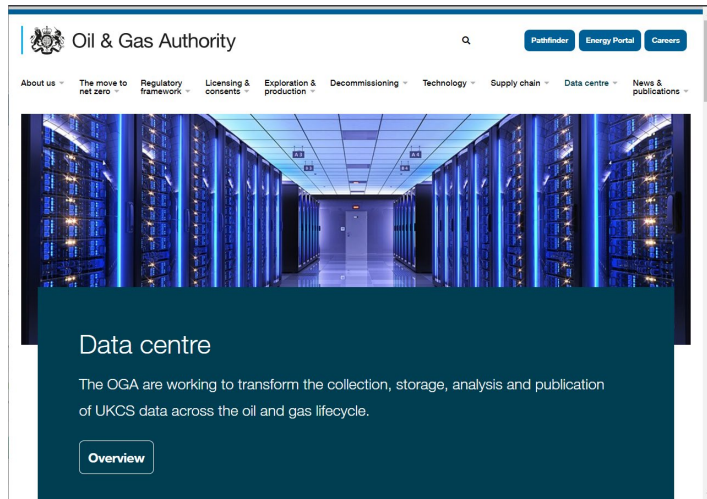 Oil & Gas Authority
Pathfinder
Energy Portal
Careers
About us
The move to
net zero
Regulatory
framework
Licensing &
consents
Exploration &
production
Decommissioning
Technology
Supply chain
Data centre
News &
publications
A 3
A 4
Data centre
The OGA are working to transform the collection, storage, analysis and publication
of UKCS data across the oil and gas lifecycle.
Overview